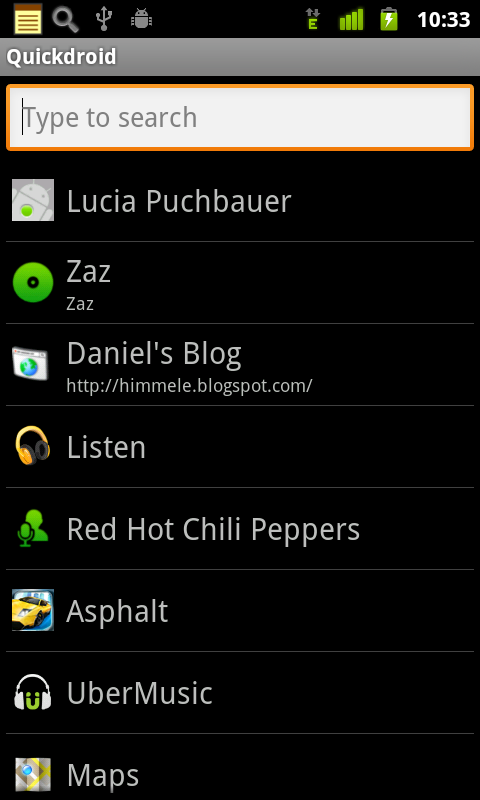 E
10:33
Quickdroid
Type to search
Lucia Puchbauer
Zaz
Zaz
Daniel's Blog
http://himmele.blogspot.com/
Listen
Red Hot Chili Peppers
Asphalt
UberMusic
Maps